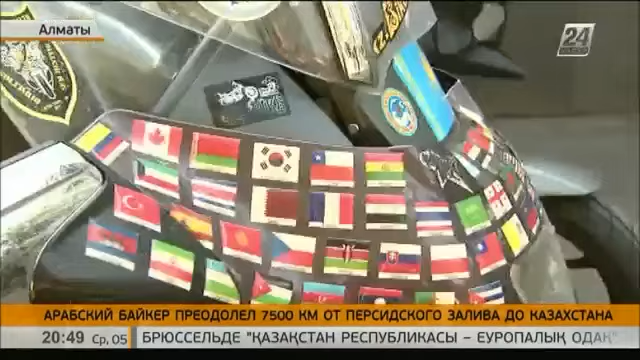 Алматы
24
АРАБСКИЙ БАЙКЕР ПРЕОДОЛЕЛ 7500 КМ ОТ ПЕРСИДСКОГО ЗАЛИВА ДО КАЗАХСТАНА
20:49 Ср, 05 БРЮССЕЛЬДЕ "ҚАЗАҚСТАН РЕСПУБЛИКАСЫ – ЕУРОПАЛЫҚ ОДАҚ"